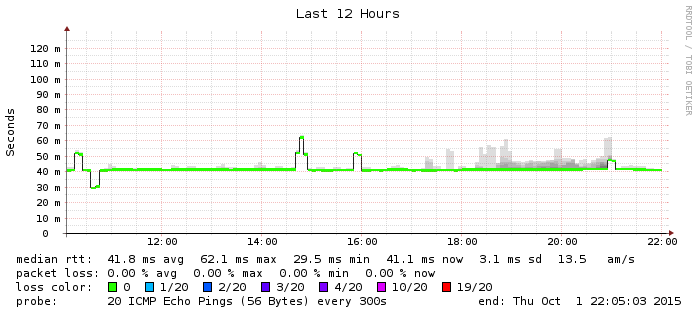 Last 12 Hours
RRDTOOL / TOBI OETIKER
Seconds
120 m
110 m
100 m
90 m
80 m
70 m
60 m
50 m
40 m
30 m
20 m
10 m
0
12:00 14:00 16:00 18:00 20:00 22:00
median rtt: 41.8 ms avg 62.1 ms max 29.5 ms min 41.1 ms now 3.1 ms sd 13.5 am/s
packet loss: 0.00 % avg 0.00 % max 0.00 % min 0.00 % now
loss color: 0 1/20 2/20 3/20 4/20 10/20 19/20
probe: 20 ICMP Echo Pings (56 Bytes) every 300s end: Thu Oct 1 22:05:03 2015